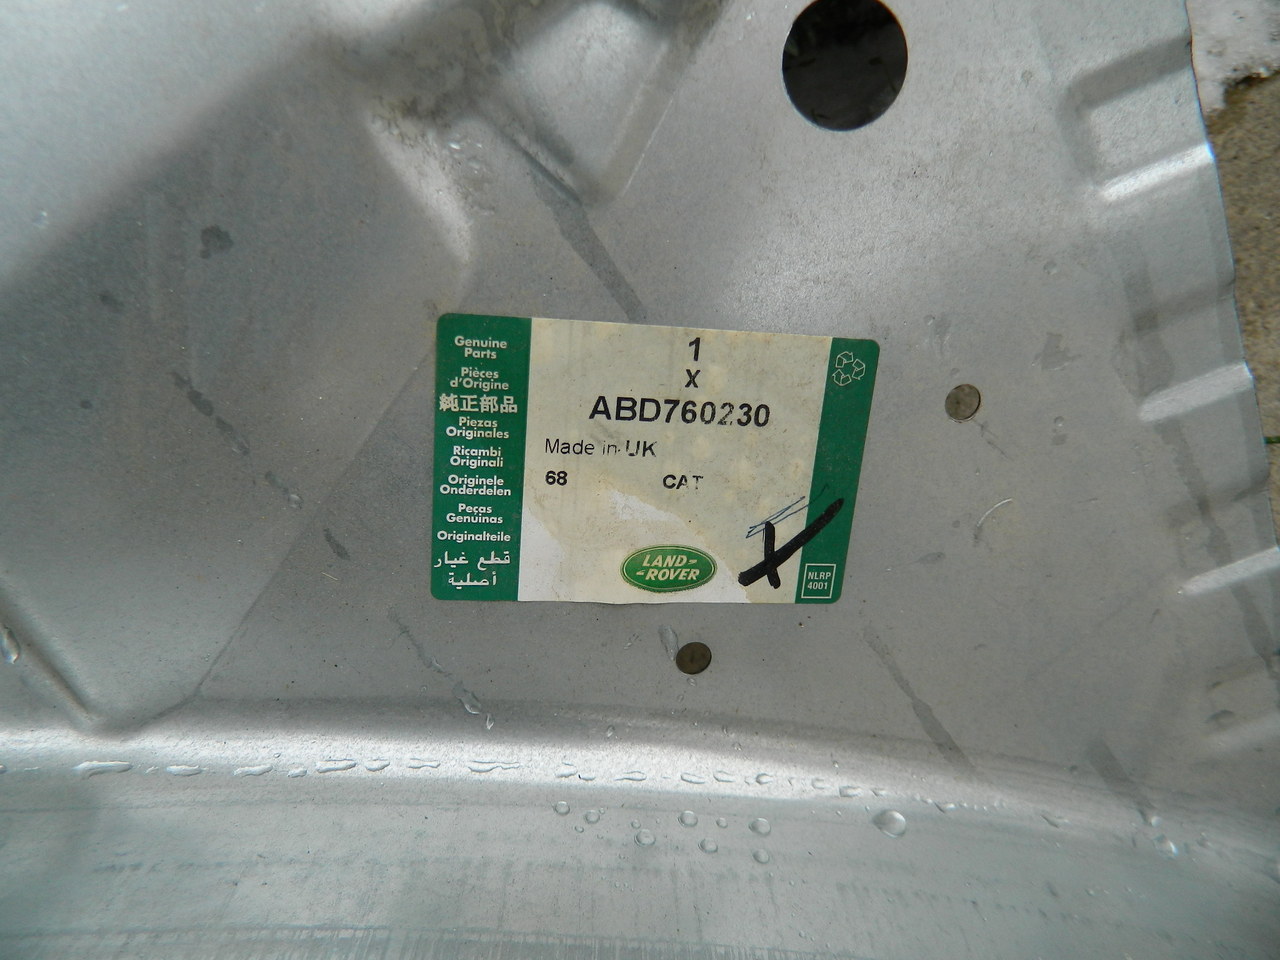 Genuine
Parts
Pièces
d'Origine
純正部品
Piezas
Originales
Ricambi
Originali
Originele
Onderdelen
Peças
Genuinas
Originalteile
قطع غيار
أصلية
1
X
ABD760230
Made in UK
68 CAT
LAND-
-ROVER
X
NLRP
4001